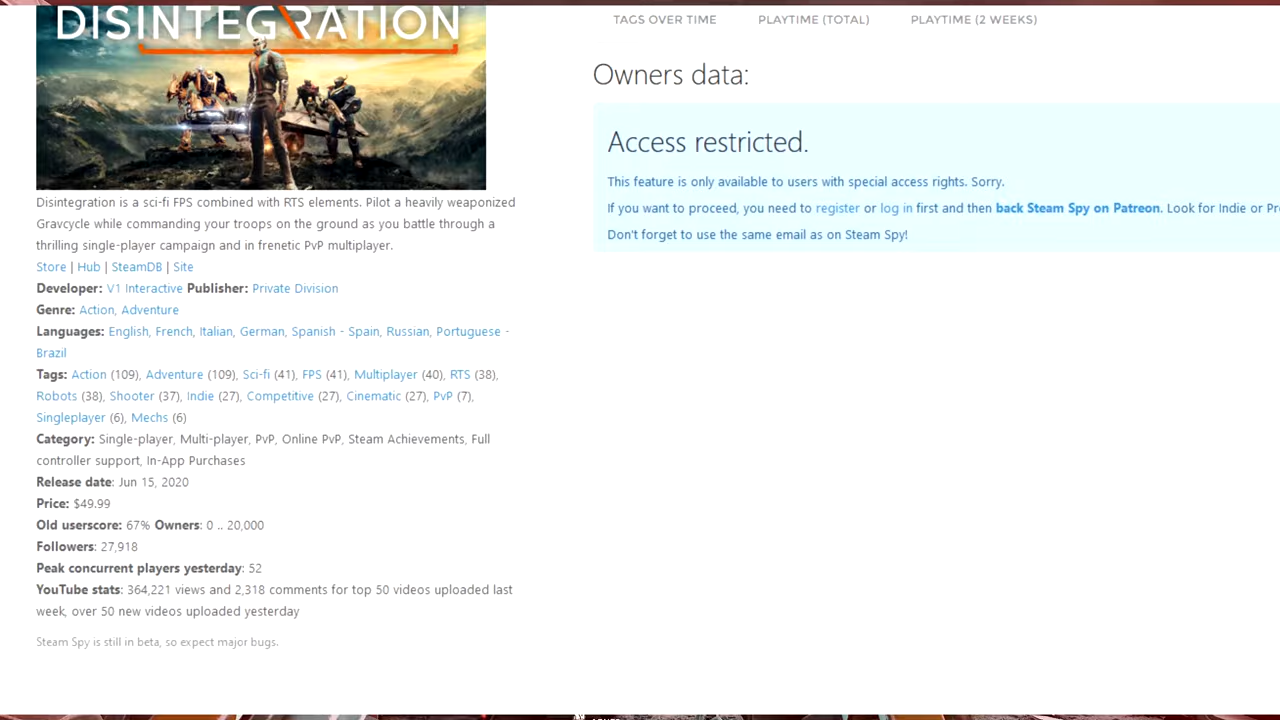 DISINTEGRATION
Disintegration is a sci-fi FPS combined with RTS elements. Pilot a heavily weaponized
Gravcycle while commanding your troops on the ground as you battle through a
thrilling single-player campaign and in frenetic PvP multiplayer.
Store | Hub | SteamDB | Site
Developer: V1 Interactive Publisher: Private Division
Genre: Action, Adventure
Languages: English, French, Italian, German, Spanish - Spain, Russian, Portuguese -
Brazil
Tags: Action (109), Adventure (109), Sci-fi (41), FPS (41), Multiplayer (40), RTS (38),
Robots (38), Shooter (37), Indie (27), Competitive (27), Cinematic (27), PvP (7),
Singleplayer (6), Mechs (6)
Category: Single-player, Multi-player, PvP, Online PvP, Steam Achievements, Full
controller support, In-App Purchases
Release date: Jun 15, 2020
Price: $49.99
Old userscore: 67% Owners: 0 .. 20,000
Followers: 27,918
Peak concurrent players yesterday: 52
YouTube stats: 364,221 views and 2,318 comments for top 50 videos uploaded last
week, over 50 new videos uploaded yesterday
Steam Spy is still in beta, so expect major bugs.
TAGS OVER TIME PLAYTIME (TOTAL) PLAYTIME (2 WEEKS)
Owners data:
Access restricted.
This feature is only available to users with special access rights. Sorry.
If you want to proceed, you need to register or log in first and then back Steam Spy on Patreon. Look for Indie or Pr
Don't forget to use the same email as on Steam Spy!